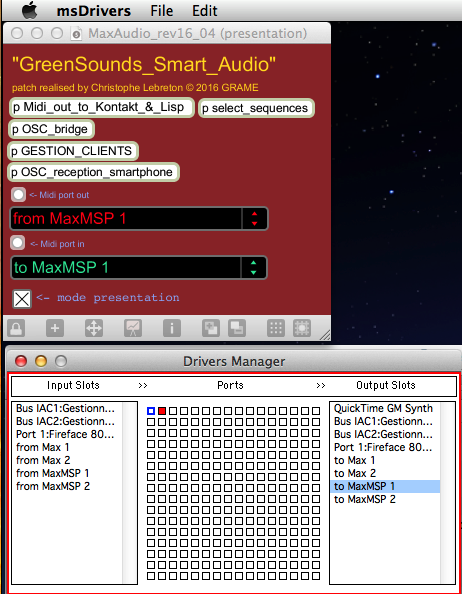 msDrivers File Edit
MaxAudio_rev16_04 (presentation)
"GreenSounds_Smart_Audio"
patch realised by Christophe Lebreton © 2016 GRAME
p Midi_out_to_Kontakt_&_Lisp p select_sequences
p OSC_bridge
p GESTION_CLIENTS
p OSC_reception_smartphone
<- Midi port out
from MaxMSP 1
<- Midi port in
to MaxMSP 1
<- mode presentation
Drivers Manager
Input Slots >> Ports >> Output Slots
Bus IAC1:Gestionn...
Bus IAC2:Gestionn...
Port 1:Fireface 80...
from Max 1
from Max 2
from MaxMSP 1
from MaxMSP 2
QuickTime GM Synth
Bus IAC1:Gestionn...
Bus IAC2:Gestionn...
Port 1:Fireface 80...
to Max 1
to Max 2
to MaxMSP 1
to MaxMSP 2